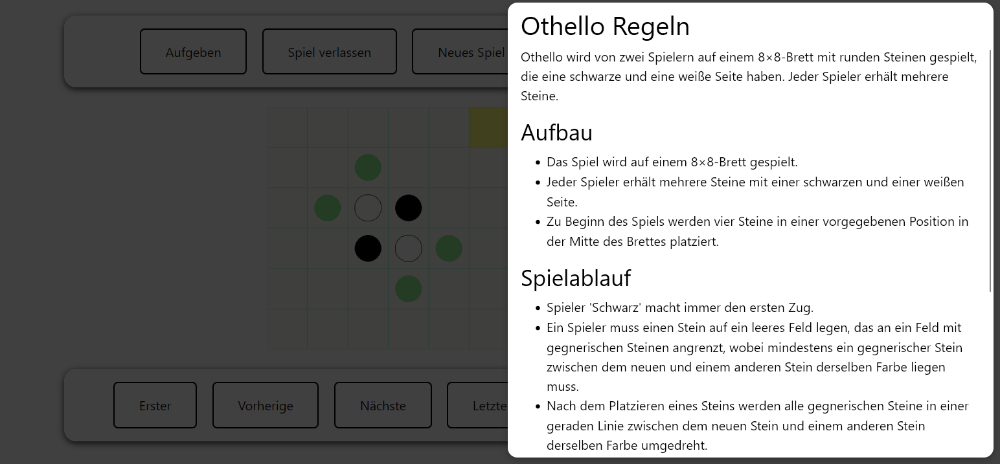 Aufgeben
Spiel verlassen
Neues Spiel
Othello Regeln
Othello wird von zwei Spielern auf einem 8×8-Brett mit runden Steinen gespielt,
die eine schwarze und eine weiße Seite haben. Jeder Spieler erhält mehrere
Steine.
Aufbau
• Das Spiel wird auf einem 8×8-Brett gespielt.
• Jeder Spieler erhält mehrere Steine mit einer schwarzen und einer weißen
Seite.
• Zu Beginn des Spiels werden vier Steine in einer vorgegebenen Position in
der Mitte des Brettes platziert.
Spielablauf
• Spieler 'Schwarz' macht immer den ersten Zug.
• Ein Spieler muss einen Stein auf ein leeres Feld legen, das an ein Feld mit
gegnerischen Steinen angrenzt, wobei mindestens ein gegnerischer Stein
zwischen dem neuen und einem anderen Stein derselben Farbe liegen
muss.
• Nach dem Platzieren eines Steins werden alle gegnerischen Steine in einer
geraden Linie zwischen dem neuen Stein und einem anderen Stein
derselben Farbe umgedreht.
Erster
Vorherige
Nächste
Letzte